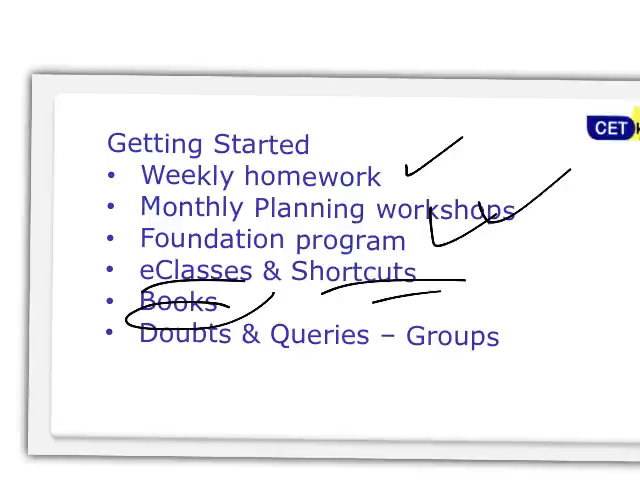 CET
Getting Started
• Weekly homework
• Monthly Planning workshops
• Foundation program
• eClasses & Shortcuts
• Books
• Doubts & Queries – Groups